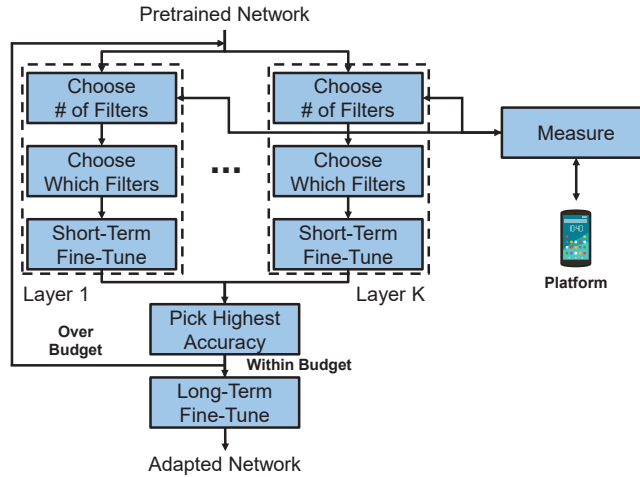 Pretrained Network
Choose
# of Filters
Choose
Which Filters
Short-Term
Fine-Tune
Layer 1
...
Choose
# of Filters
Choose
Which Filters
Short-Term
Fine-Tune
Layer K
Measure
10:40
Platform
Pick Highest
Accuracy
Over
Budget
Within Budget
Long-Term
Fine-Tune
Adapted Network